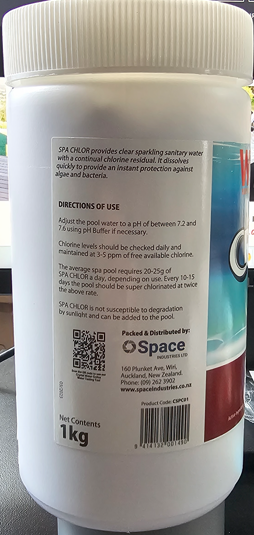 SPA CHLOR provides clear sparkling sanitary water
with a continual chlorine residual. It dissolves
quickly to provide an instant protection against
algae and bacteria.
DIRECTIONS OF USE
Adjust the pool water to a pH of between 7.2 and
7.6 using pH Buffer if necessary.
Chlorine levels should be checked daily and
maintained at 3-5 ppm of free available chlorine.
The average spa pool requires 20-25g of
SPA CHLOR a day, depending on use. Every 10-15
days the pool should be super chlorinated at twice
the above rate.
SPA CHLOR is not susceptible to degradation
by sunlight and can be added to the pool.
Packed & Distributed by:
Space
INDUSTRIES LTD
160 Plunket Ave, Wiri,
Auckland, New Zealand.
Phone: (09) 262 3902
www.spaceindustries.co.nz
Product Code: CSPC01
Net Contents
1kg